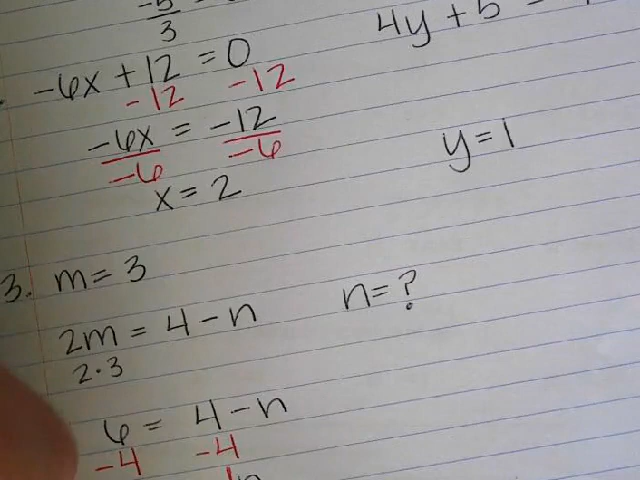 -5
3
4y + 5
-6x + 12 = 0
-12 -12
-6x = -12
-6 -6
y = 1
x = 2
3. m = 3
2m = 4 - n n = ?
2·3
6 = 4 - n
-4 -4